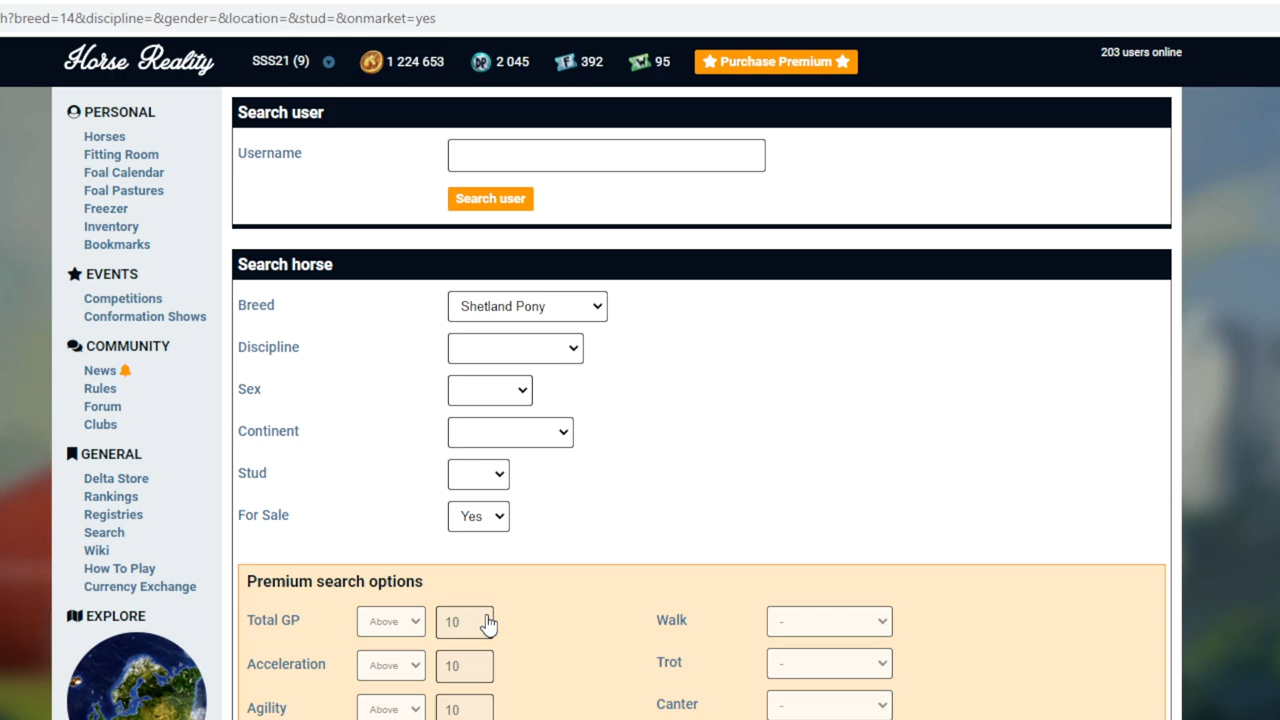 h?breed=14&discipline=&gender=&location=&stud=&onmarket=yes
Horse Reality
SSS21 (9)
1 224 653
2 045
392
95
Purchase Premium
203 users online
PERSONAL
Horses
Fitting Room
Foal Calendar
Foal Pastures
Freezer
Inventory
Bookmarks
EVENTS
Competitions
Conformation Shows
COMMUNITY
News
Rules
Forum
Clubs
GENERAL
Delta Store
Rankings
Registries
Search
Wiki
How To Play
Currency Exchange
EXPLORE
Search user
Username
Search user
Search horse
Breed Shetland Pony
Discipline
Sex
Continent
Stud
For Sale Yes
Premium search options
Total GP Above 10 Walk -
Acceleration Above 10 Trot -
Agility Above 10 Canter -